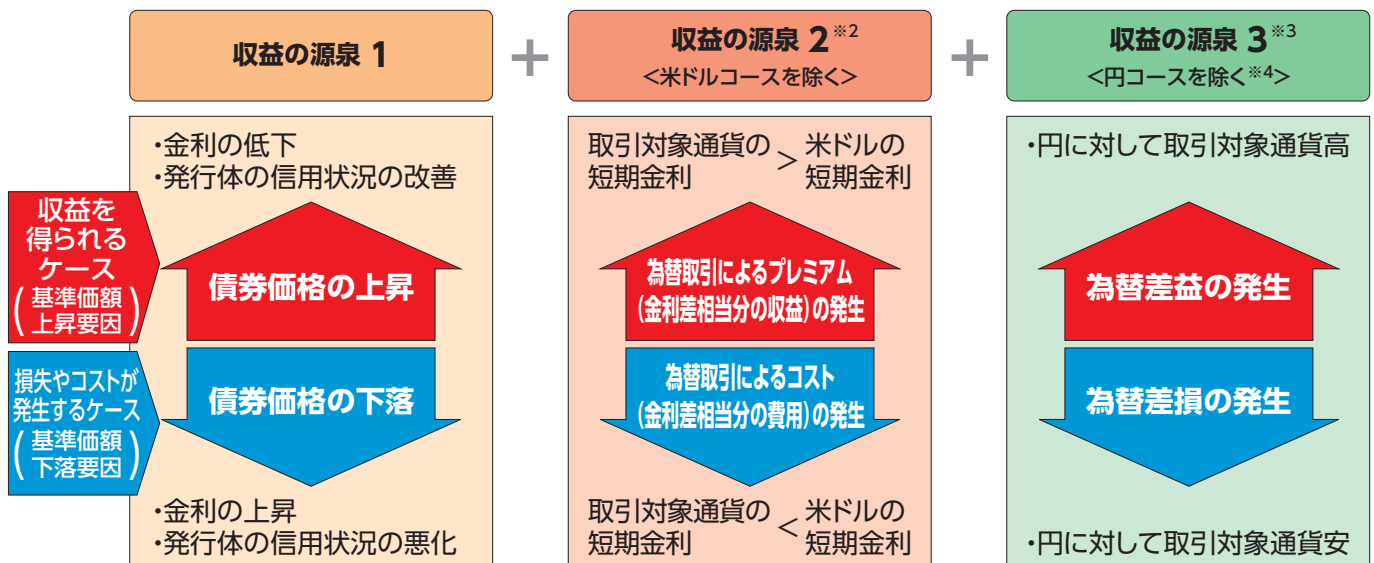 収益の源泉 1
+
収益の源泉 2※2
<米ドルコースを除く>
+
収益の源泉 3※3
<円コースを除く※4>
・金利の低下
・発行体の信用状況の改善
取引対象通貨の短期金利 > 米ドルの短期金利
・円に対して取引対象通貨高
収益を
得られる
ケース
(基準価額
上昇要因)
債券価格の上昇
為替取引によるプレミアム
(金利差相当分の収益)の発生
為替差益の発生
損失やコストが
発生するケース
(基準価額
下落要因)
債券価格の下落
為替取引によるコスト
(金利差相当分の費用)の発生
為替差損の発生
・金利の上昇
・発行体の信用状況の悪化
取引対象通貨の短期金利 < 米ドルの短期金利
・円に対して取引対象通貨安